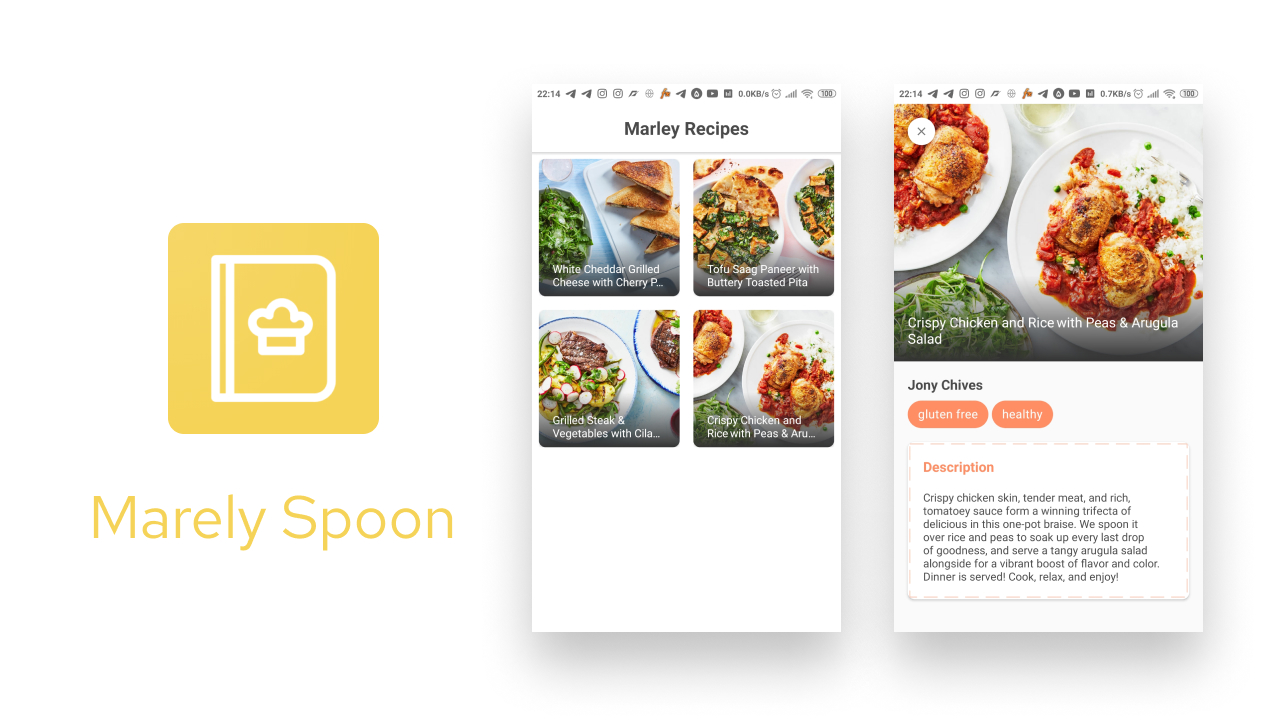 Marely Spoon
22:14 0.0KB/s 100
Marley Recipes
White Cheddar Grilled
Cheese with Cherry P...
Tofu Saag Paneer with
Buttery Toasted Pita
Grilled Steak &
Vegetables with Cila...
Crispy Chicken and
Rice with Peas & Aru...
22:14 0.7KB/s 100
Crispy Chicken and Rice with Peas & Arugula
Salad
Jony Chives
gluten free healthy
Description
Crispy chicken skin, tender meat, and rich,
tomatoey sauce form a winning trifecta of
delicious in this one-pot braise. We spoon it
over rice and peas to soak up every last drop
of goodness, and serve a tangy arugula salad
alongside for a vibrant boost of flavor and color.
Dinner is served! Cook, relax, and enjoy!